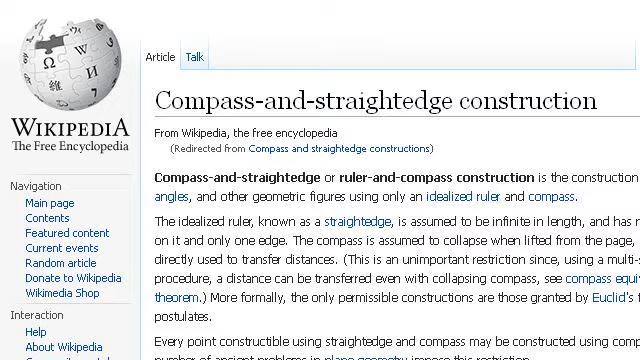 WIKIPEDIA
The Free Encyclopedia
Navigation
Main page
Contents
Featured content
Current events
Random article
Donate to Wikipedia
Wikimedia Shop
Interaction
Help
About Wikipedia
Article Talk
Compass-and-straightedge construction
From Wikipedia, the free encyclopedia
(Redirected from Compass and straightedge constructions)
Compass-and-straightedge or ruler-and-compass construction is the construction
angles, and other geometric figures using only an idealized ruler and compass.
The idealized ruler, known as a straightedge, is assumed to be infinite in length, and has
on it and only one edge. The compass is assumed to collapse when lifted from the page,
directly used to transfer distances. (This is an unimportant restriction since, using a multi-
procedure, a distance can be transferred even with collapsing compass, see compass equi
theorem.) More formally, the only permissible constructions are those granted by Euclid's
postulates.
Every point constructible using straightedge and compass may be constructed using com
number of ancient problems in plane geometry impose this restriction.